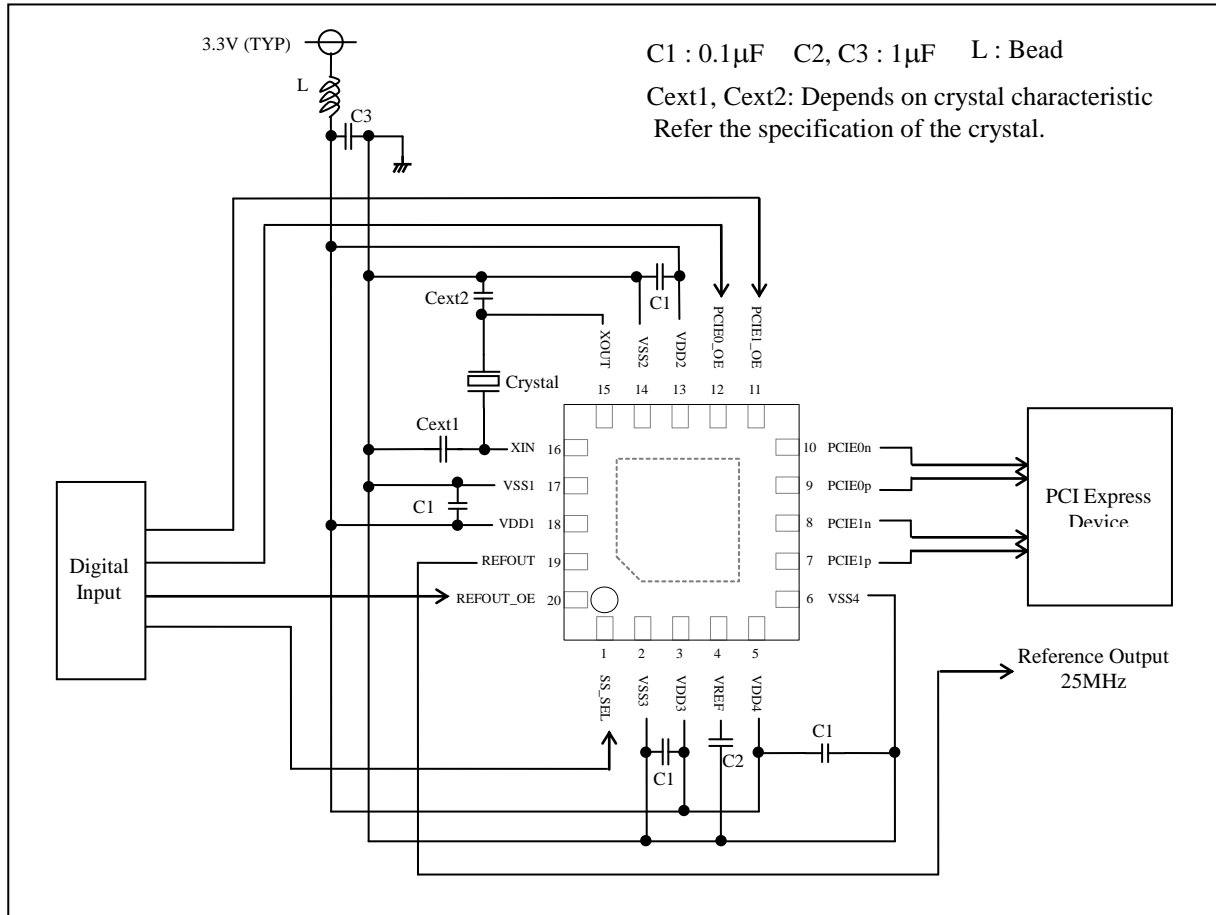 3.3V (TYP)
C1 : 0.1μF C2, C3 : 1μF L : Bead
Cext1, Cext2: Depends on crystal characteristic
Refer the specification of the crystal.
L
C3
C1
Cext2
XOUT
VSS2
VDD2
PCIE0_OE
PCIE1_OE
Crystal
15 14 13 12 11
Cext1
XIN 16
VSS1 17
C1
VDD1 18
REFOUT 19
REFOUT_OE 20
10 PCIE0n
9 PCIE0p
8 PCIE1n
7 PCIE1p
6 VSS4
PCI Express
Device
Digital
Input
1 2 3 4 5
SS_SEL
VSS3
VDD3
VREF
VDD4
Reference Output
25MHz
C1
C2
C1